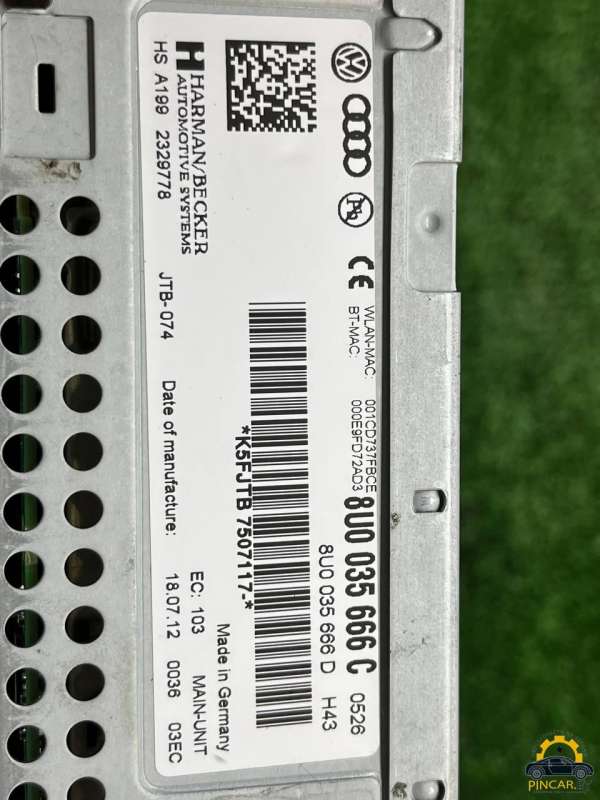 WLAN-MAC: 001CD737FBCE
BT-MAC: 000E9FD72AD3
8U0 035 666 C 0526
8U0 035 666 D H43
*K5FJTB 7507117-*
Made in Germany
HARMAN/BECKER
AUTOMOTIVE SYSTEMS
EC: 103 MAIN-UNIT
HS A199 2329778 JTB-074 Date of manufacture: 18.07.12 0036 03EC
CE
Pb
PINCAR.